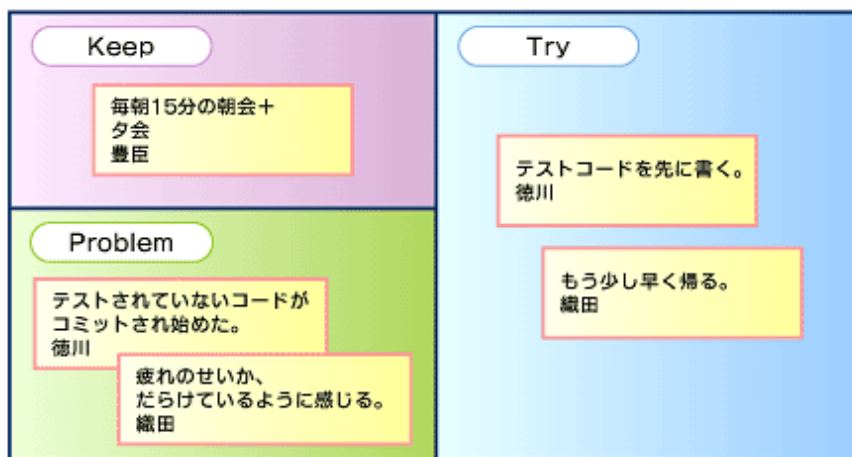 Keep
毎朝15分の朝会＋
夕会
豊臣
Problem
テストされていないコードが
コミットされ始めた。
徳川
疲れのせいか、
だらけているように感じる。
織田
Try
テストコードを先に書く。
徳川
もう少し早く帰る。
織田